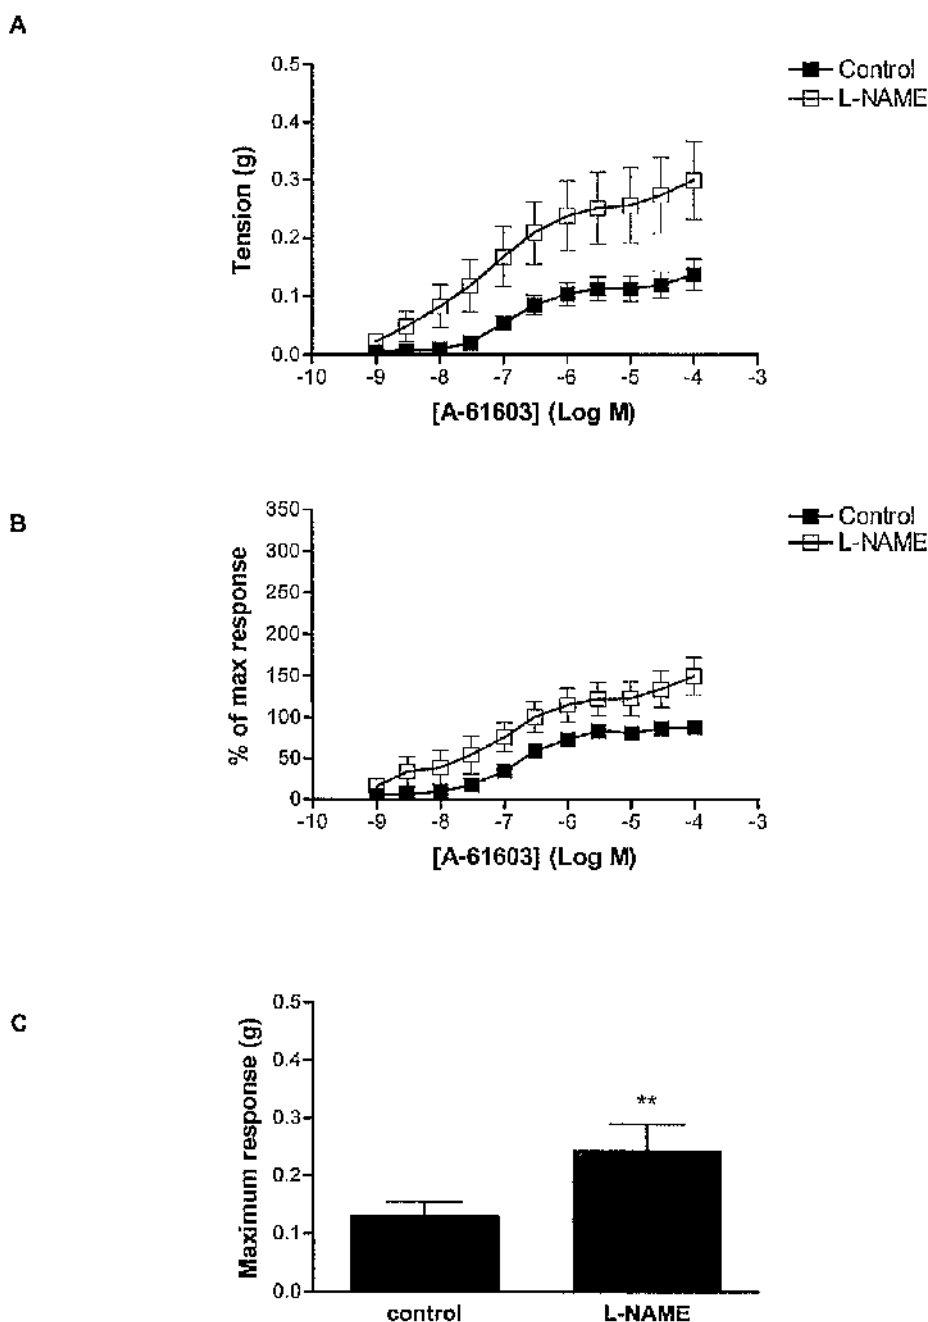 A
0.5
0.4
0.3
0.2
0.1
0.0
Tension (g)
-10 -9 -8 -7 -6 -5 -4 -3
[A-61603] (Log M)
Control
L-NAME
B
350
300
250
200
150
100
50
0
% of max response
-10 -9 -8 -7 -6 -5 -4 -3
[A-61603] (Log M)
Control
L-NAME
C
0.5
0.4
0.3
0.2
0.1
0.0
Maximum response (g)
**
control L-NAME